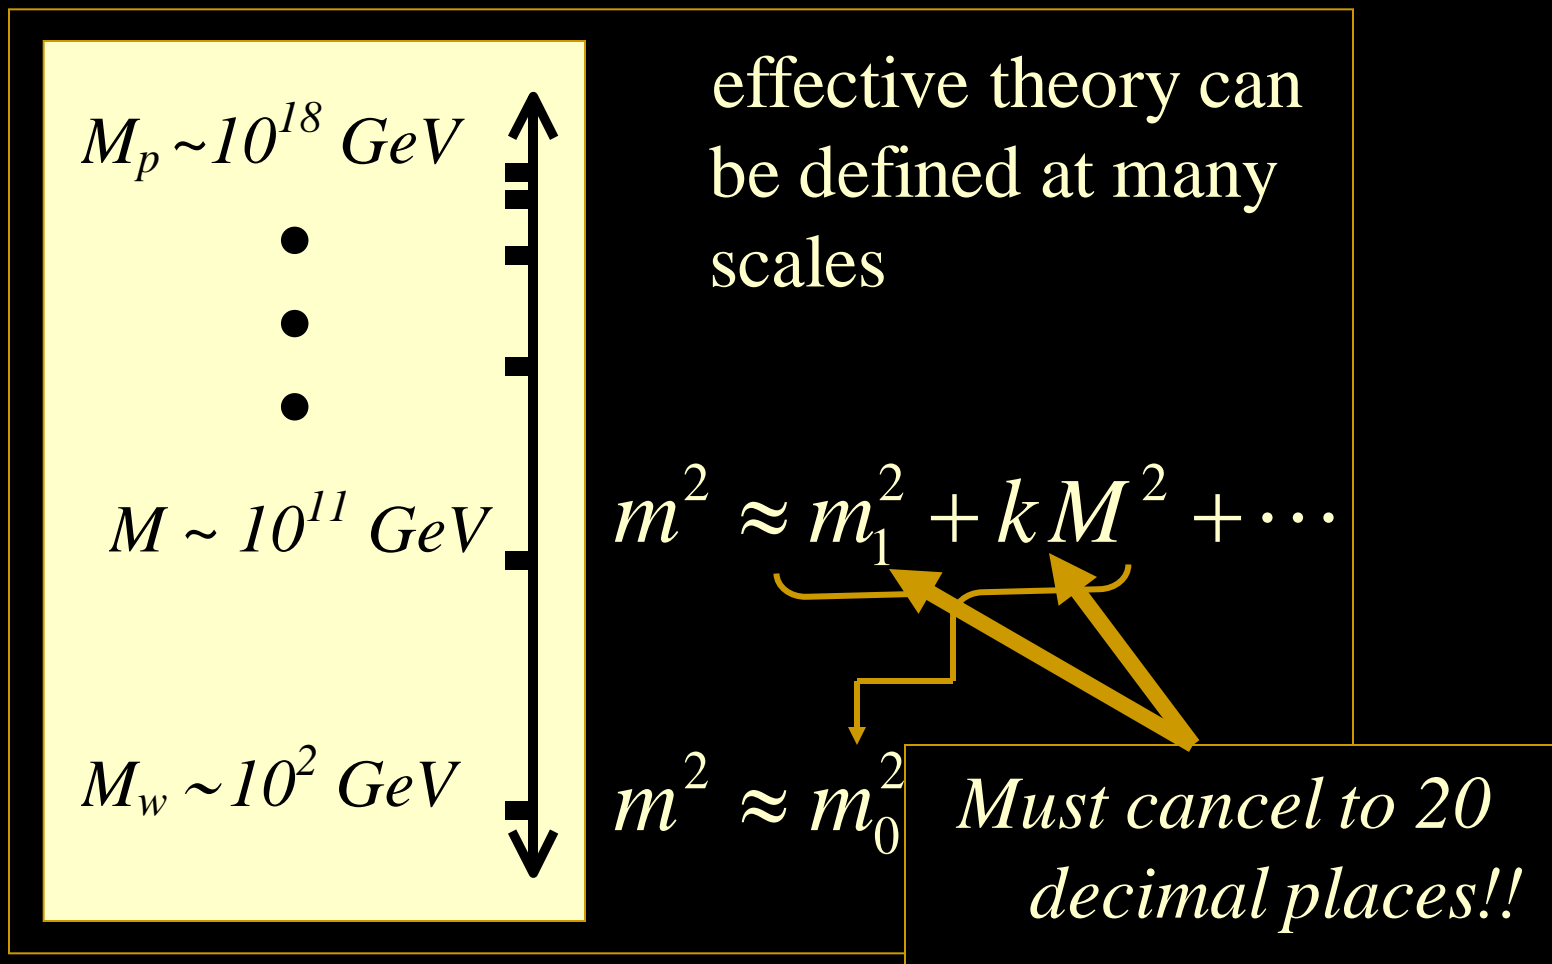 effective theory can
be defined at many
scales
M_p ~10^18 GeV
M ~ 10^11 GeV
M_w ~10^2 GeV
m^2 ≈ m_1^2 + k M^2 + ···
m^2 ≈ m_0^2
Must cancel to 20
decimal places!!